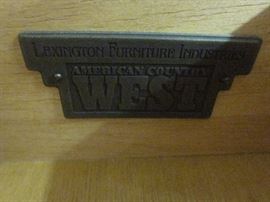 LEXINGTON FURNITURE INDUSTRIES
AMERICAN COUNTRY
WEST